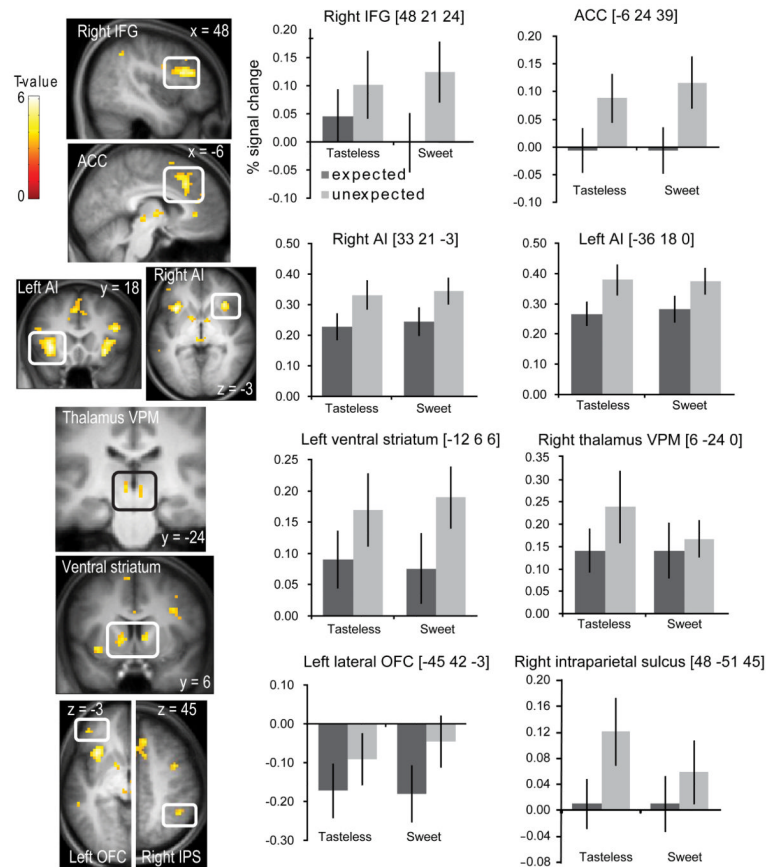 Right IFG
x = 48
T-value
6
0
ACC
x = -6
Left AI
y = 18
Right AI
z = -3
Thalamus VPM
y = -24
Ventral striatum
y = 6
z = -3
z = 45
Left OFC
Right IPS
Right IFG [48 21 24]
% signal change
0.20
0.15
0.10
0.05
0.00
-0.05
-0.10
Tasteless
Sweet
expected
unexpected
ACC [-6 24 39]
0.20
0.15
0.10
0.05
0.00
-0.05
-0.10
Tasteless
Sweet
Right AI [33 21 -3]
0.50
0.40
0.30
0.20
0.10
0.00
Tasteless
Sweet
Left AI [-36 18 0]
0.50
0.40
0.30
0.20
0.10
0.00
Tasteless
Sweet
Left ventral striatum [-12 6 6]
0.25
0.20
0.15
0.10
0.05
0.00
Tasteless
Sweet
Right thalamus VPM [6 -24 0]
0.35
0.30
0.25
0.20
0.15
0.10
0.05
0.00
Tasteless
Sweet
Left lateral OFC [-45 42 -3]
0.10
0.00
-0.10
-0.20
-0.30
Tasteless
Sweet
Right intraparietal sulcus [48 -51 45]
0.20
0.16
0.12
0.08
0.04
0.00
-0.04
-0.08
Tasteless
Sweet